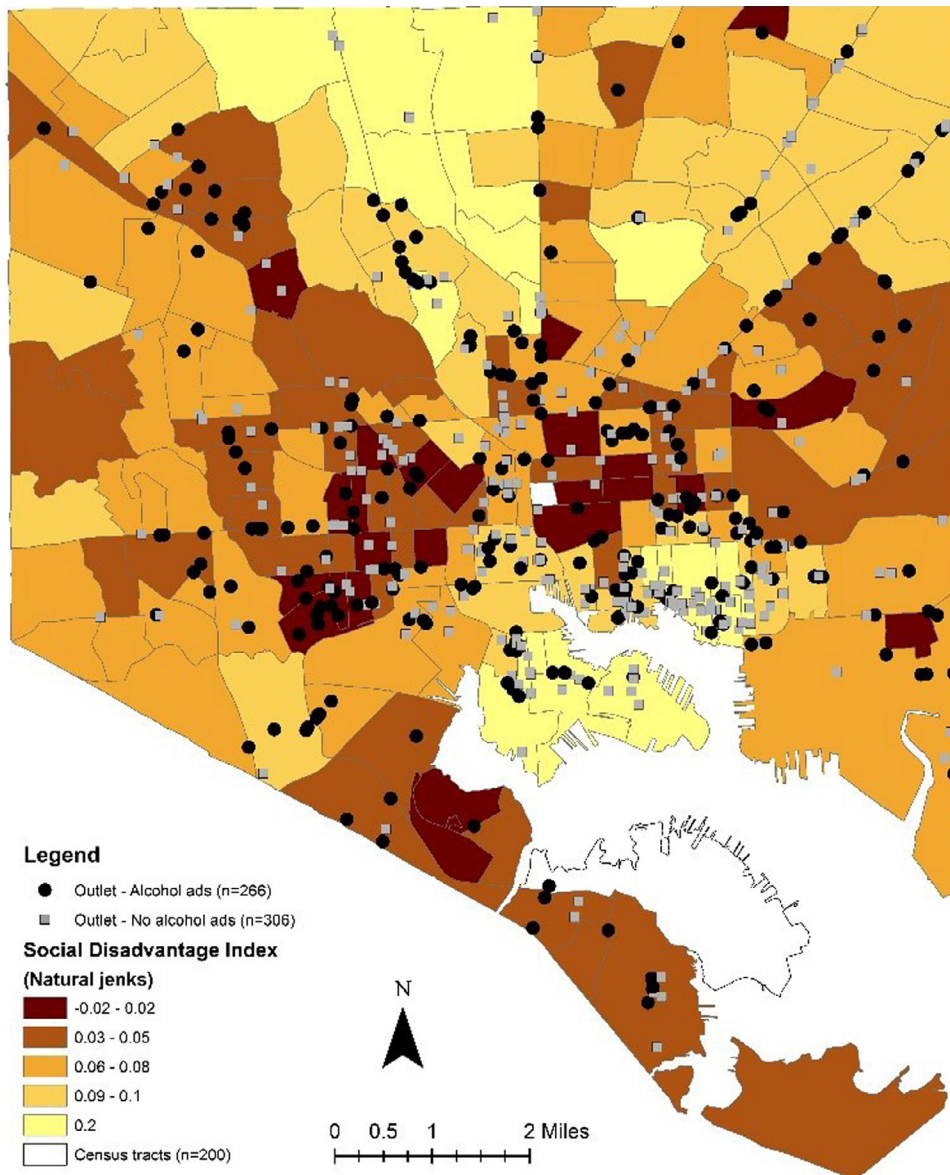 Legend
Outlet - Alcohol ads (n=266)
Outlet - No alcohol ads (n=306)
Social Disadvantage Index
(Natural jenks)
-0.02 - 0.02
0.03 - 0.05
0.06 - 0.08
0.09 - 0.1
0.2
Census tracts (n=200)
N
0 0.5 1 2 Miles